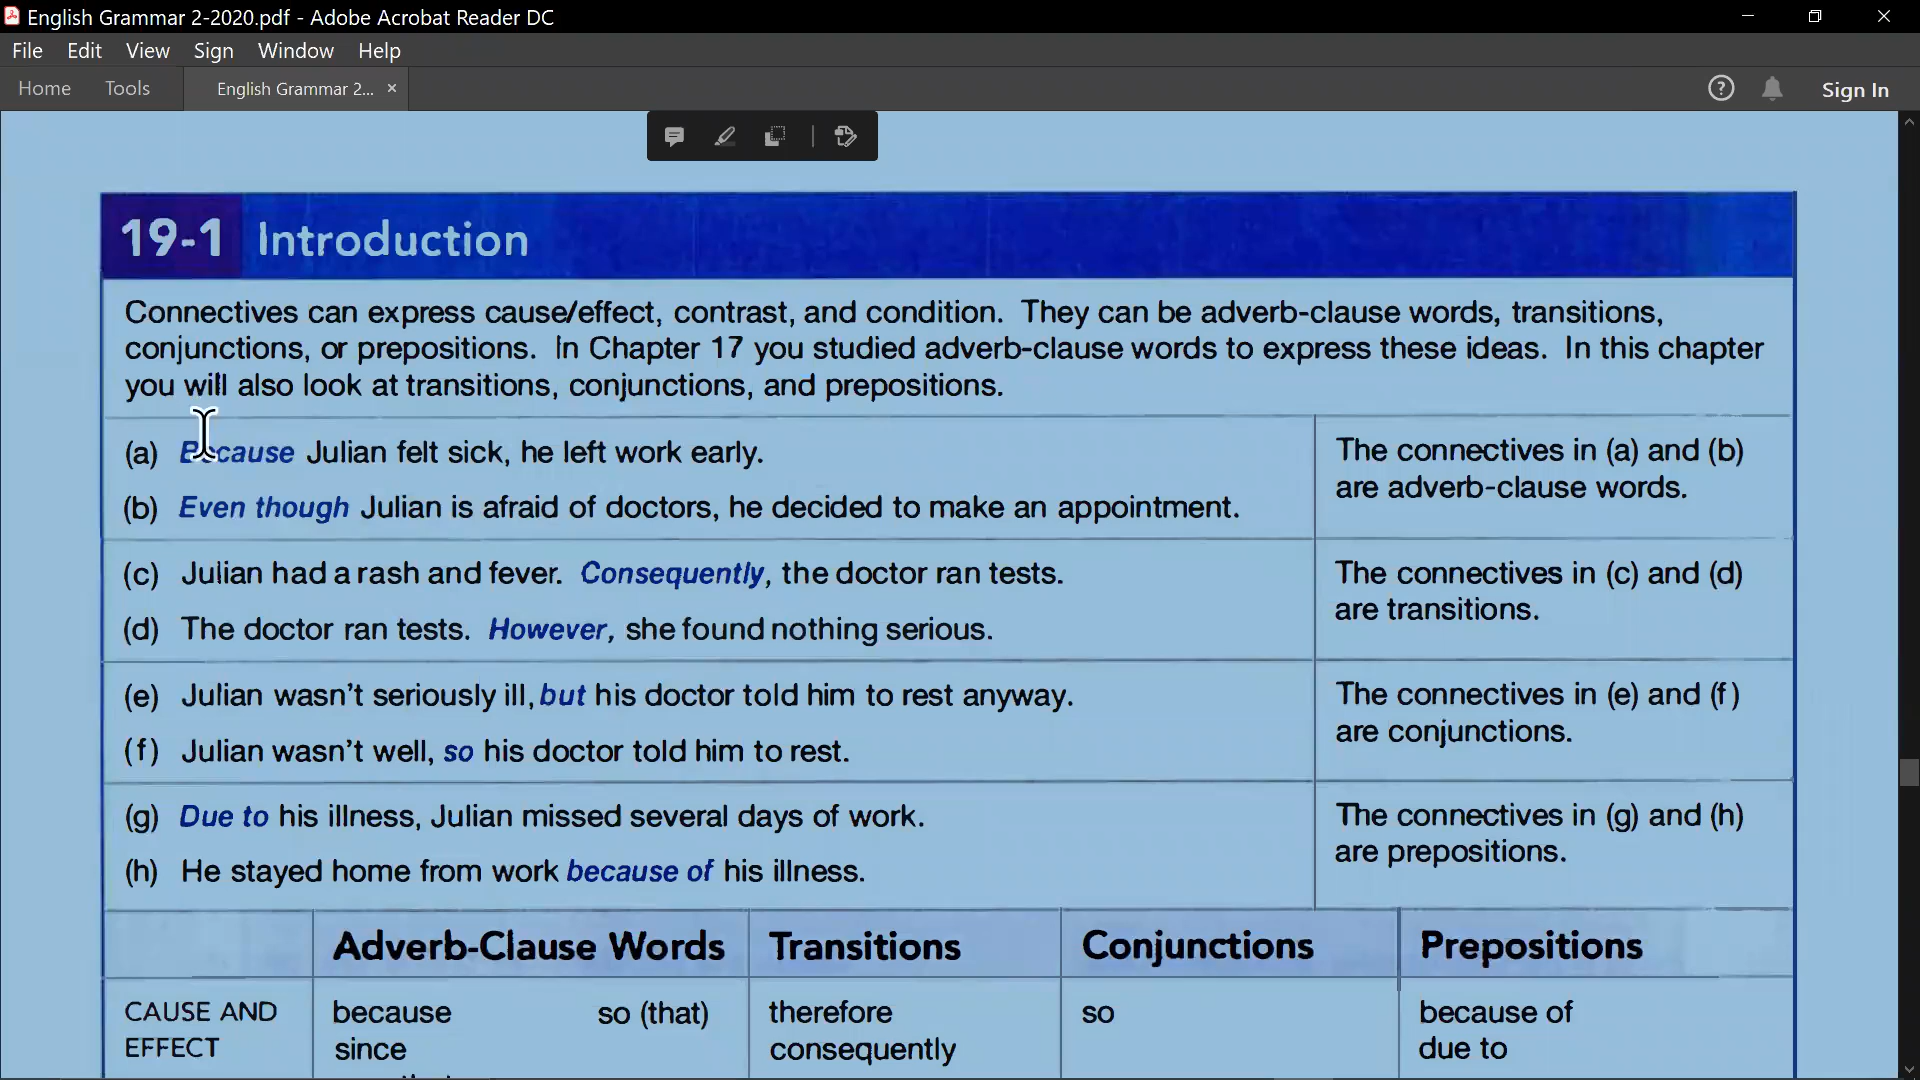 English Grammar 2-2020.pdf - Adobe Acrobat Reader DC
File Edit View Sign Window Help
Home Tools English Grammar 2... × Sign In
19-1 Introduction
Connectives can express cause/effect, contrast, and condition. They can be adverb-clause words, transitions,
conjunctions, or prepositions. In Chapter 17 you studied adverb-clause words to express these ideas. In this chapter
you will also look at transitions, conjunctions, and prepositions.
(a) Because Julian felt sick, he left work early.
(b) Even though Julian is afraid of doctors, he decided to make an appointment.
The connectives in (a) and (b)
are adverb-clause words.
(c) Julian had a rash and fever. Consequently, the doctor ran tests.
(d) The doctor ran tests. However, she found nothing serious.
The connectives in (c) and (d)
are transitions.
(e) Julian wasn't seriously ill, but his doctor told him to rest anyway.
(f) Julian wasn't well, so his doctor told him to rest.
The connectives in (e) and (f)
are conjunctions.
(g) Due to his illness, Julian missed several days of work.
(h) He stayed home from work because of his illness.
The connectives in (g) and (h)
are prepositions.
Adverb-Clause Words Transitions Conjunctions Prepositions
CAUSE AND because so (that) therefore so because of
EFFECT since consequently due to